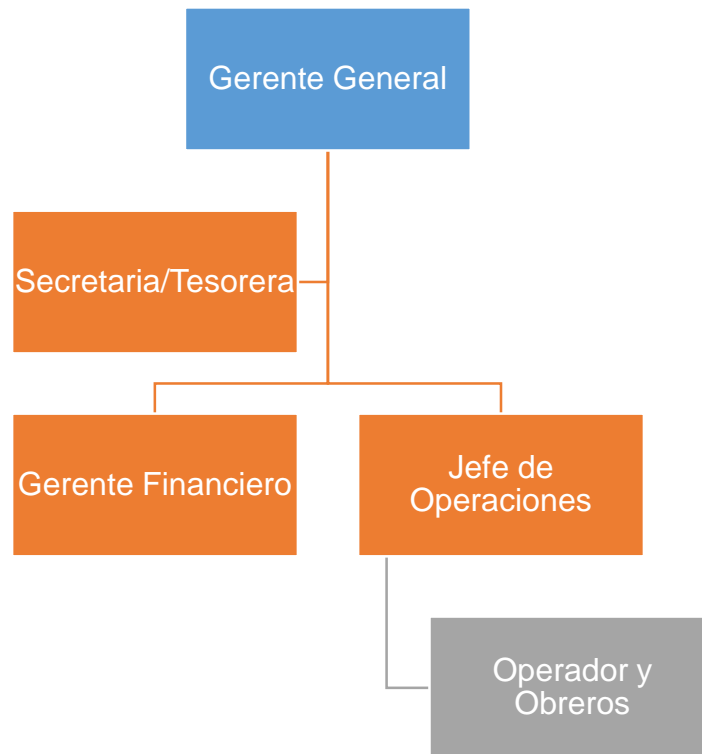 Gerente General
Secretaria/Tesorera
Gerente Financiero
Jefe de
Operaciones
Operador y
Obreros